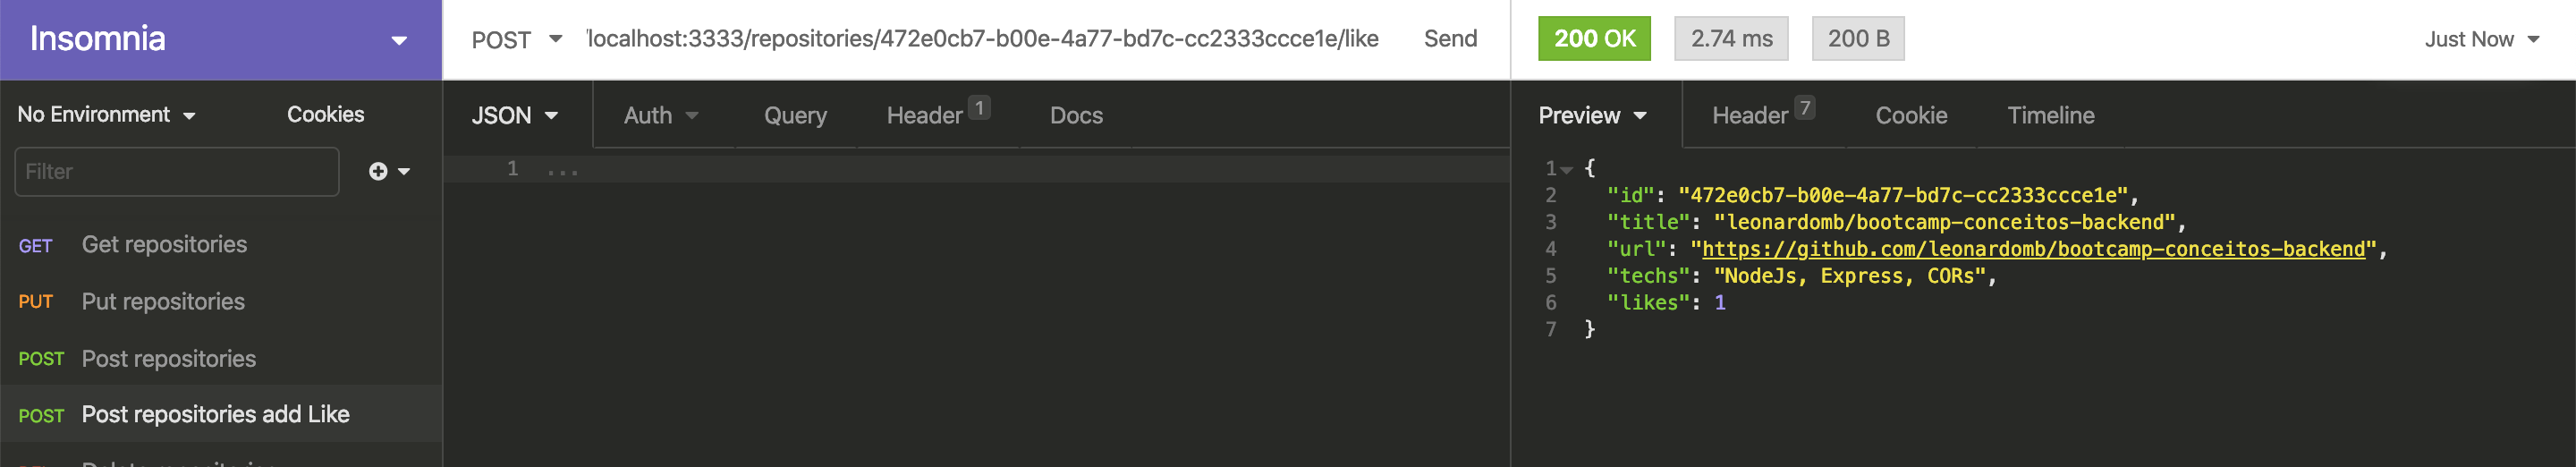 Insomnia
POST localhost:3333/repositories/472e0cb7-b00e-4a77-bd7c-cc2333ccce1e/like Send
200 OK 2.74 ms 200 B Just Now
No Environment Cookies
Filter
GET Get repositories
PUT Put repositories
POST Post repositories
POST Post repositories add Like
JSON Auth Query Header 1 Docs
1 ...
Preview Header 7 Cookie Timeline
1 {
2 "id": "472e0cb7-b00e-4a77-bd7c-cc2333ccce1e",
3 "title": "leonardomb/bootcamp-conceitos-backend",
4 "url": "https://github.com/leonardomb/bootcamp-conceitos-backend",
5 "techs": "NodeJs, Express, CORs",
6 "likes": 1
7 }